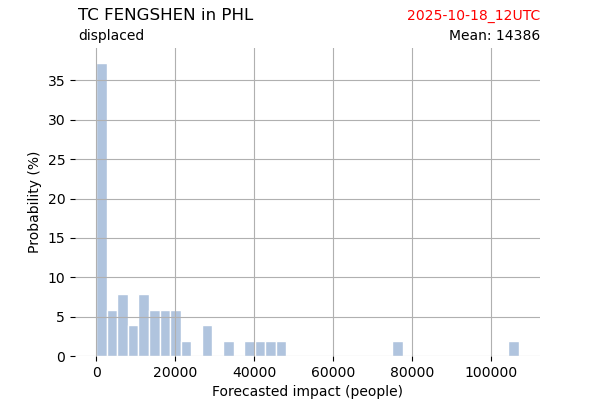 TC FENGSHEN in PHL
2025-10-18_12UTC
displaced
Mean: 14386
Probability (%)
35
30
25
20
15
10
5
0
0 20000 40000 60000 80000 100000
Forecasted impact (people)